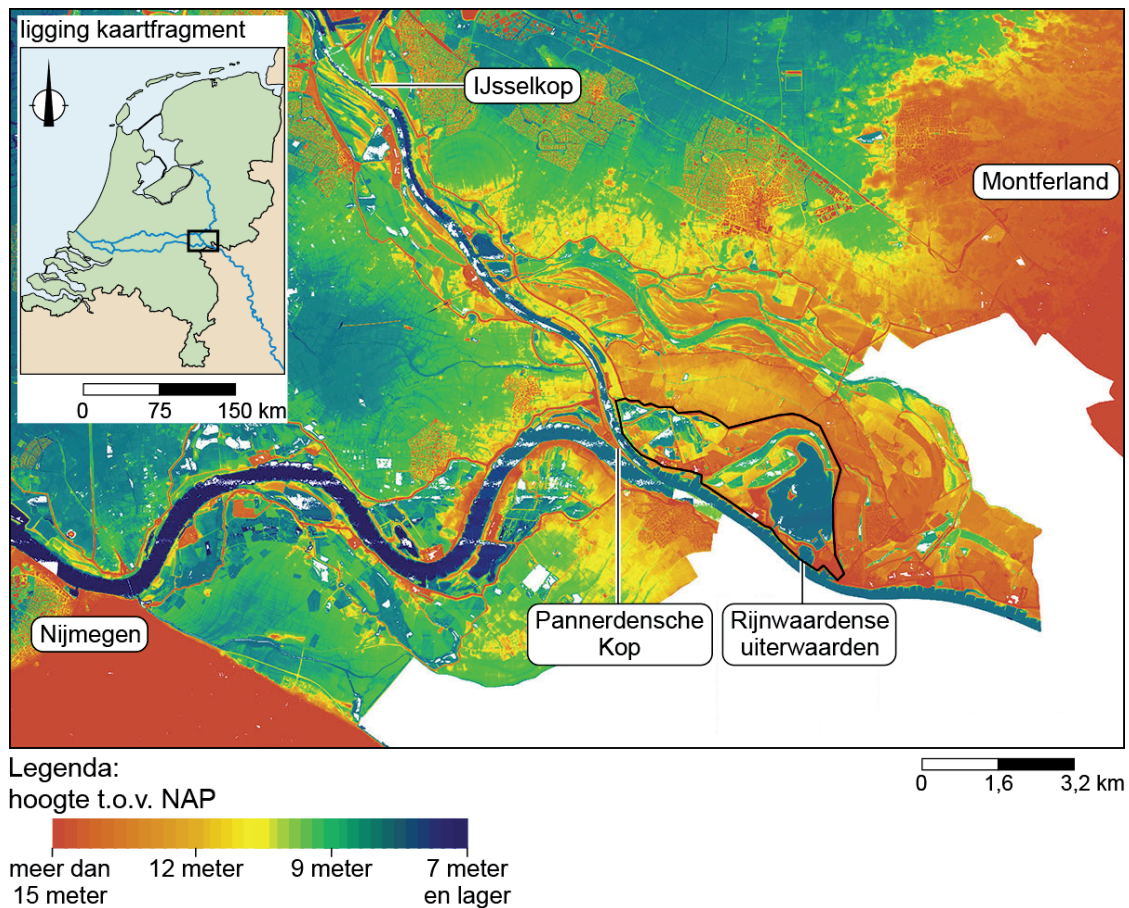 ligging kaartfragment
0 75 150 km
IJsselkop
Montferland
Nijmegen
Pannerdensche
Kop
Rijnwaardense
uiterwaarden
Legenda:
hoogte t.o.v. NAP
meer dan
15 meter
12 meter
9 meter
7 meter
en lager
0 1,6 3,2 km